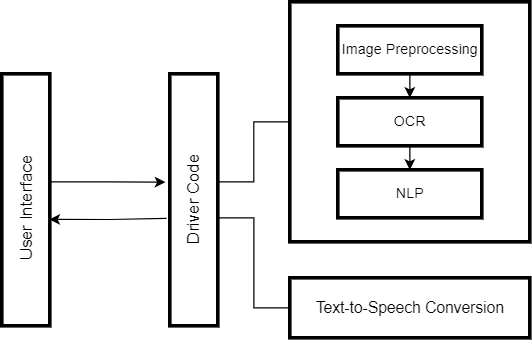 User Interface
Driver Code
Image Preprocessing
OCR
NLP
Text-to-Speech Conversion